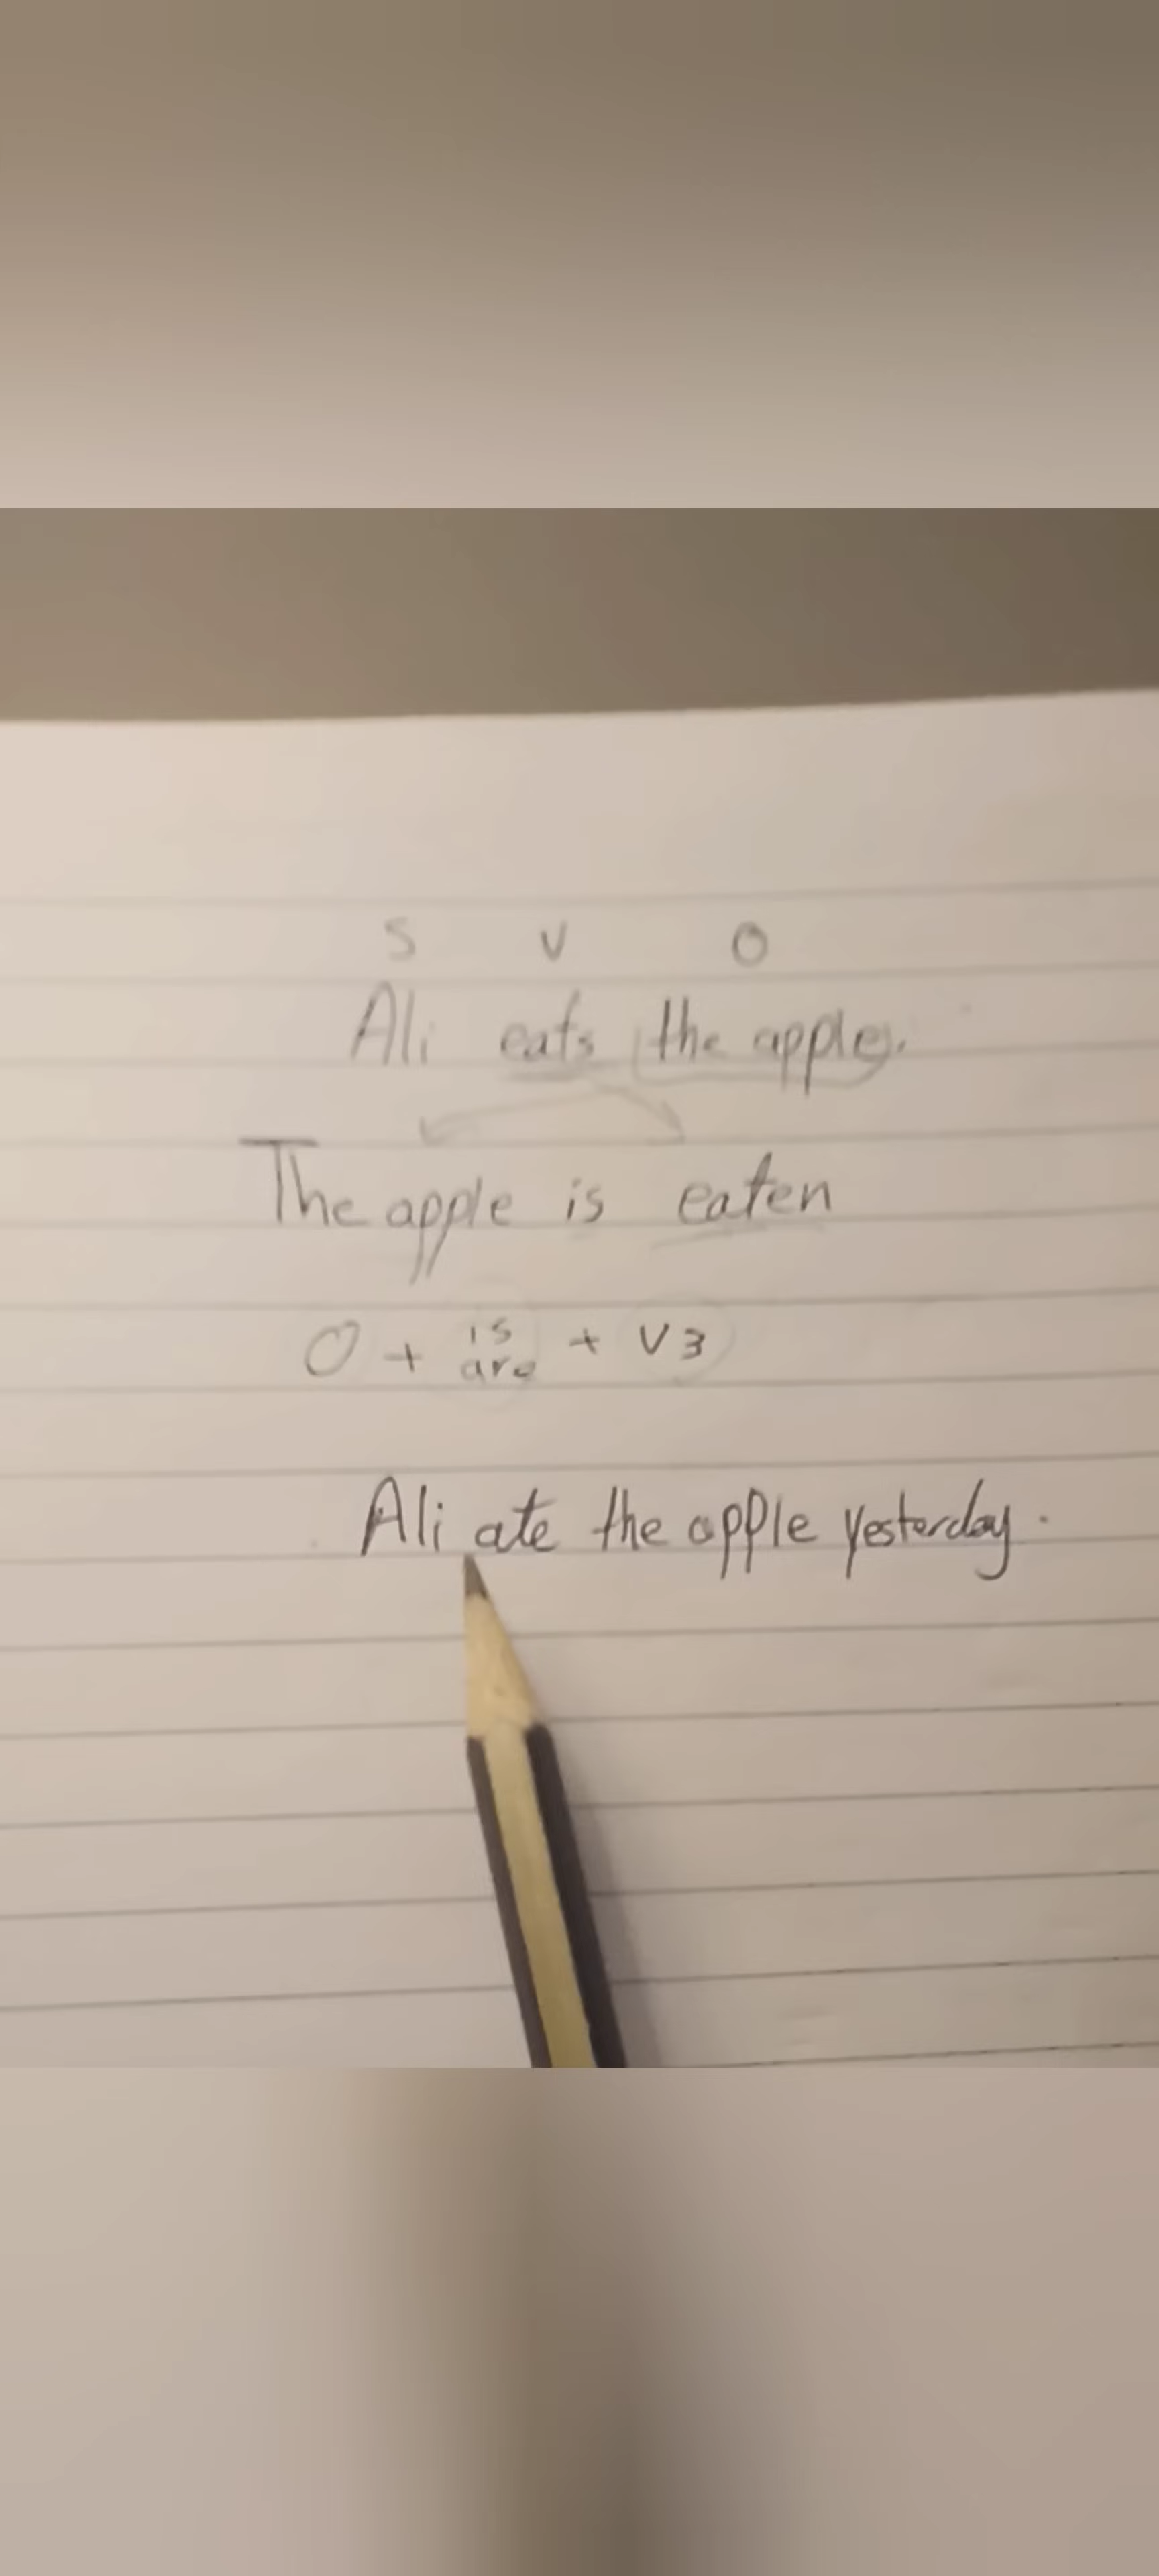 S V O
Ali eats the apple.
The apple is eaten
O + is are + V3
Ali ate the apple yesterday.